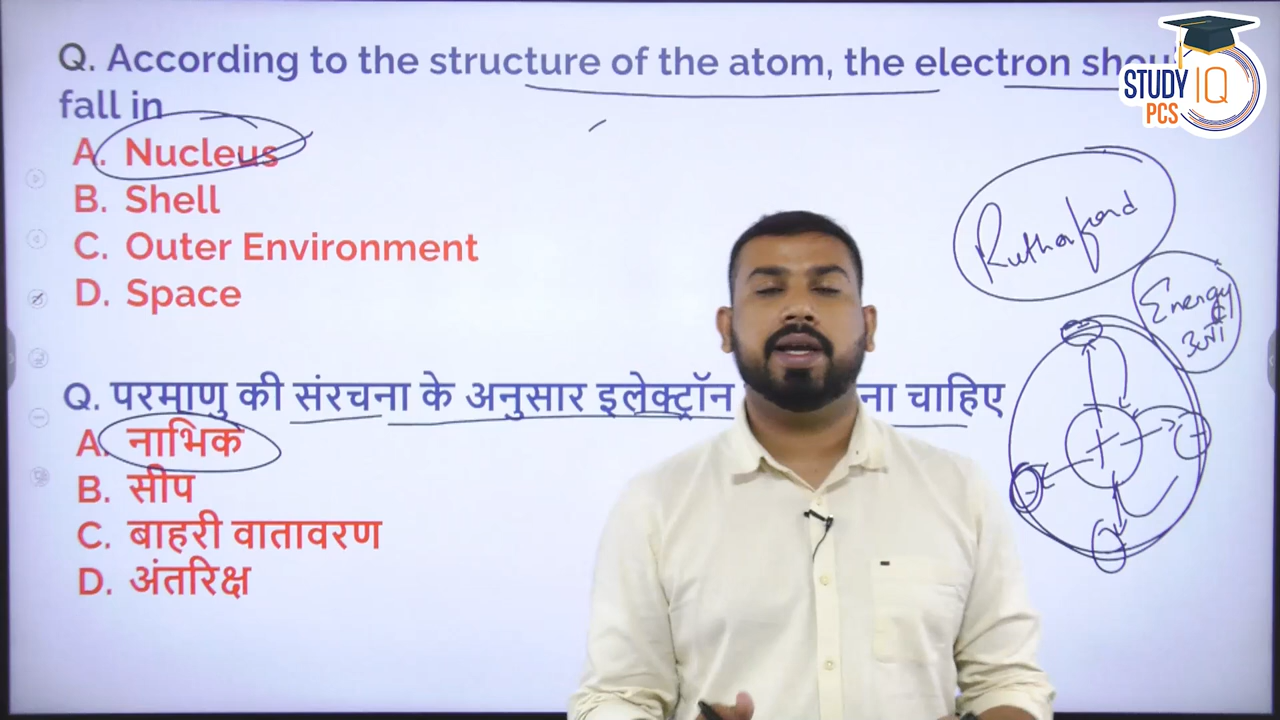 Q. According to the structure of the atom, the electron
fall in
A. Nucleus
B. Shell
C. Outer Environment
D. Space
Q. परमाणु की संरचना के अनुसार इलेक्ट्रॉन ना चाहिए
A. नाभिक
B. सीप
C. बाहरी वातावरण
D. अंतरिक्ष
STUDY IQ
PCS
Rutherford
Energy
ऊर्जा